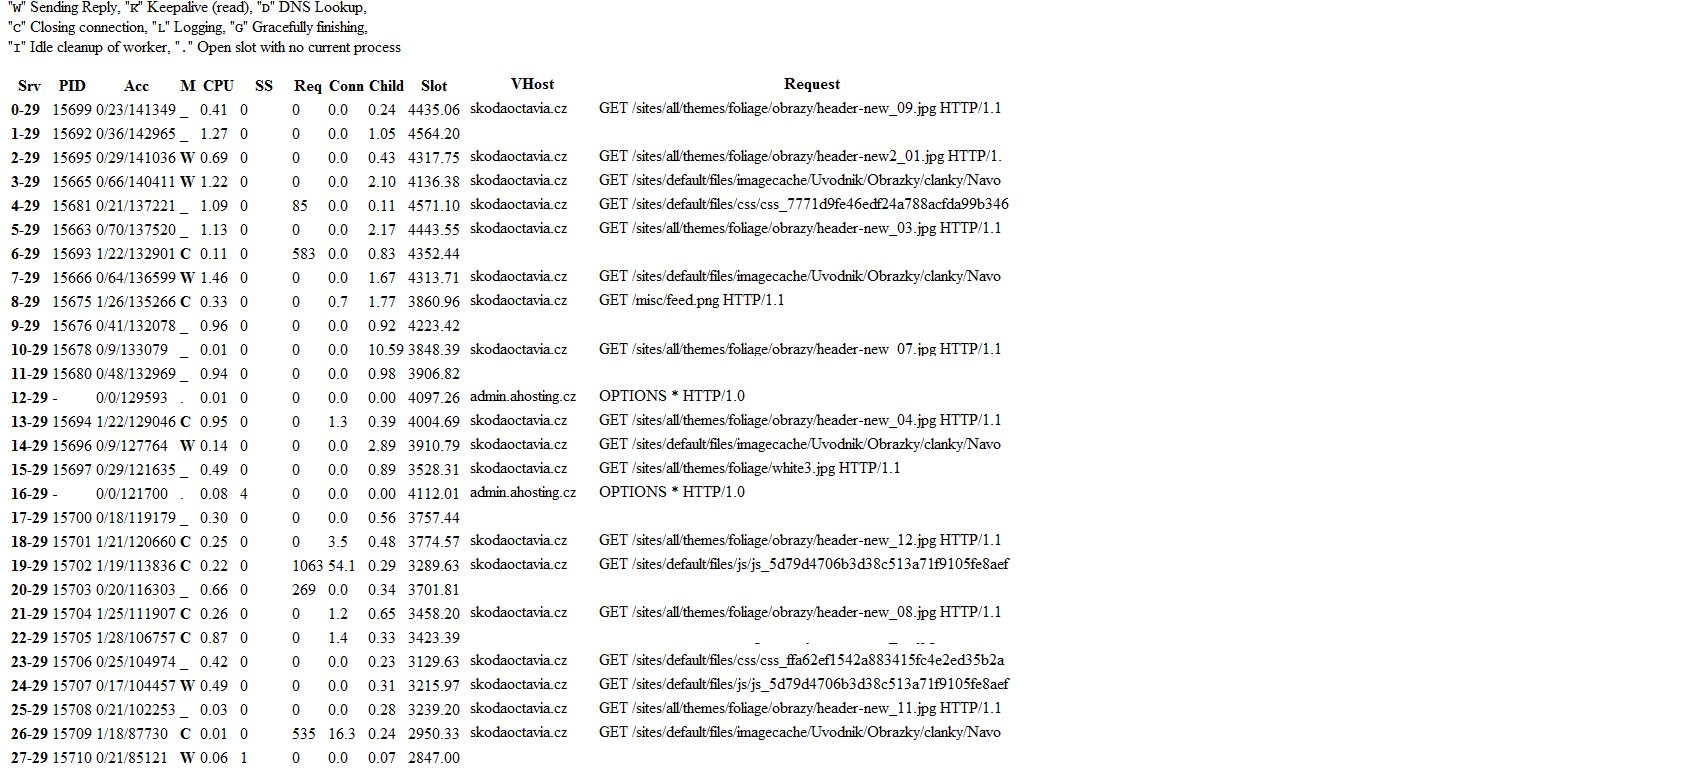 "W" Sending Reply, "K" Keepalive (read), "D" DNS Lookup,
"C" Closing connection, "L" Logging, "G" Gracefully finishing,
"I" Idle cleanup of worker, "." Open slot with no current process
Srv PID Acc M CPU SS Req Conn Child Slot VHost Request
0-29 15699 0/23/141349 _ 0.41 0 0 0.0 0.24 4435.06 skodaoctavia.cz GET /sites/all/themes/foliage/obrazy/header-new_09.jpg HTTP/1.1
1-29 15692 0/36/142965 _ 1.27 0 0 0.0 1.05 4564.20
2-29 15695 0/29/141036 W 0.69 0 0 0.0 0.43 4317.75 skodaoctavia.cz GET /sites/all/themes/foliage/obrazy/header-new2_01.jpg HTTP/1.
3-29 15665 0/66/140411 W 1.22 0 0 0.0 2.10 4136.38 skodaoctavia.cz GET /sites/default/files/imagecache/Uvodnik/Obrazky/clanky/Navo
4-29 15681 0/21/137221 _ 1.09 0 85 0.0 0.11 4571.10 skodaoctavia.cz GET /sites/default/files/css/css_7771d9fe46edf24a788acfda99b346
5-29 15663 0/70/137520 _ 1.13 0 0 0.0 2.17 4443.55 skodaoctavia.cz GET /sites/all/themes/foliage/obrazy/header-new_03.jpg HTTP/1.1
6-29 15693 1/22/132901 C 0.11 0 583 0.0 0.83 4352.44
7-29 15666 0/64/136599 W 1.46 0 0 0.0 1.67 4313.71 skodaoctavia.cz GET /sites/default/files/imagecache/Uvodnik/Obrazky/clanky/Navo
8-29 15675 1/26/135266 C 0.33 0 0 0.7 1.77 3860.96 skodaoctavia.cz GET /misc/feed.png HTTP/1.1
9-29 15676 0/41/132078 _ 0.96 0 0 0.0 0.92 4223.42
10-29 15678 0/9/133079 _ 0.01 0 0 0.0 10.59 3848.39 skodaoctavia.cz GET /sites/all/themes/foliage/obrazy/header-new_07.jpg HTTP/1.1
11-29 15680 0/48/132969 _ 0.94 0 0 0.0 0.98 3906.82
12-29 - 0/0/129593 . 0.01 0 0 0.0 0.00 4097.26 admin.ahosting.cz OPTIONS * HTTP/1.0
13-29 15694 1/22/129046 C 0.95 0 0 1.3 0.39 4004.69 skodaoctavia.cz GET /sites/all/themes/foliage/obrazy/header-new_04.jpg HTTP/1.1
14-29 15696 0/9/127764 W 0.14 0 0 0.0 2.89 3910.79 skodaoctavia.cz GET /sites/default/files/imagecache/Uvodnik/Obrazky/clanky/Navo
15-29 15697 0/29/121635 _ 0.49 0 0 0.0 0.89 3528.31 skodaoctavia.cz GET /sites/all/themes/foliage/white3.jpg HTTP/1.1
16-29 - 0/0/121700 . 0.08 4 0 0.0 0.00 4112.01 admin.ahosting.cz OPTIONS * HTTP/1.0
17-29 15700 0/18/119179 _ 0.30 0 0 0.0 0.56 3757.44
18-29 15701 1/21/120660 C 0.25 0 0 3.5 0.48 3774.57 skodaoctavia.cz GET /sites/all/themes/foliage/obrazy/header-new_12.jpg HTTP/1.1
19-29 15702 1/19/113836 C 0.22 0 1063 54.1 0.29 3289.63 skodaoctavia.cz GET /sites/default/files/js/js_5d79d4706b3d38c513a71f9105fe8aef
20-29 15703 0/20/116303 _ 0.66 0 269 0.0 0.34 3701.81
21-29 15704 1/25/111907 C 0.26 0 0 1.2 0.65 3458.20 skodaoctavia.cz GET /sites/all/themes/foliage/obrazy/header-new_08.jpg HTTP/1.1
22-29 15705 1/28/106757 C 0.87 0 0 1.4 0.33 3423.39
23-29 15706 0/25/104974 _ 0.42 0 0 0.0 0.23 3129.63 skodaoctavia.cz GET /sites/default/files/css/css_ffa62ef1542a883415fc4e2ed35b2a
24-29 15707 0/17/104457 W 0.49 0 0 0.0 0.31 3215.97 skodaoctavia.cz GET /sites/default/files/js/js_5d79d4706b3d38c513a71f9105fe8aef
25-29 15708 0/21/102253 _ 0.03 0 0 0.0 0.28 3239.20 skodaoctavia.cz GET /sites/all/themes/foliage/obrazy/header-new_11.jpg HTTP/1.1
26-29 15709 1/18/87730 C 0.01 0 535 16.3 0.24 2950.33 skodaoctavia.cz GET /sites/default/files/imagecache/Uvodnik/Obrazky/clanky/Navo
27-29 15710 0/21/85121 W 0.06 1 0 0.0 0.07 2847.00